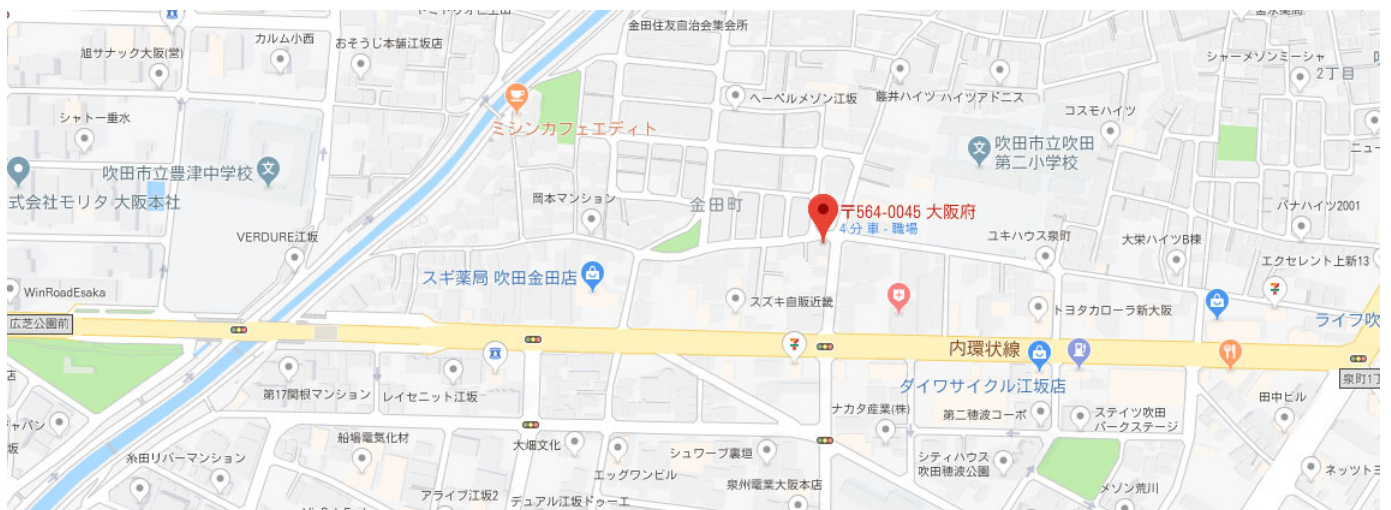 金田住友自治会集会所
宮永薬局
旭サナック大阪(営)
カルム小西
おそうじ本舗江坂店
シャーメゾンミーシャ
2丁目
ヘーベルメゾン江坂
藤井ハイツ
ハイツアドニス
コスモハイツ
シャトー垂水
ミシンカフェエディト
吹田市立吹田
第二小学校
ニュー
吹田市立豊津中学校
式会社モリタ 大阪本社
岡本マンション
金田町
〒564-0045 大阪府
4 分 車 - 職場
パナハイツ2001
VERDURE江坂
ユキハウス泉町
大栄ハイツB棟
エクセレント上新13
スギ薬局 吹田金田店
WinRoadEsaka
スズキ自販近畿
トヨタカローラ新大阪
ライフ吹
広芝公園前
内環状線
泉町1丁
ダイワサイクル江坂店
第17関根マンション
レイセニット江坂
田中ビル
ナカタ産業(株)
第二穂波コーポ
ステイツ吹田
パークステージ
ャパン
坂
船場電気化材
大畑文化
シュワーブ裏垣
シティハウス
吹田穂波公園
糸田リバーマンション
エッグワンビル
ネッツトヨ
泉州電業大阪本店
メゾン荒川
アライブ江坂2
デュアル江坂ドゥーエ